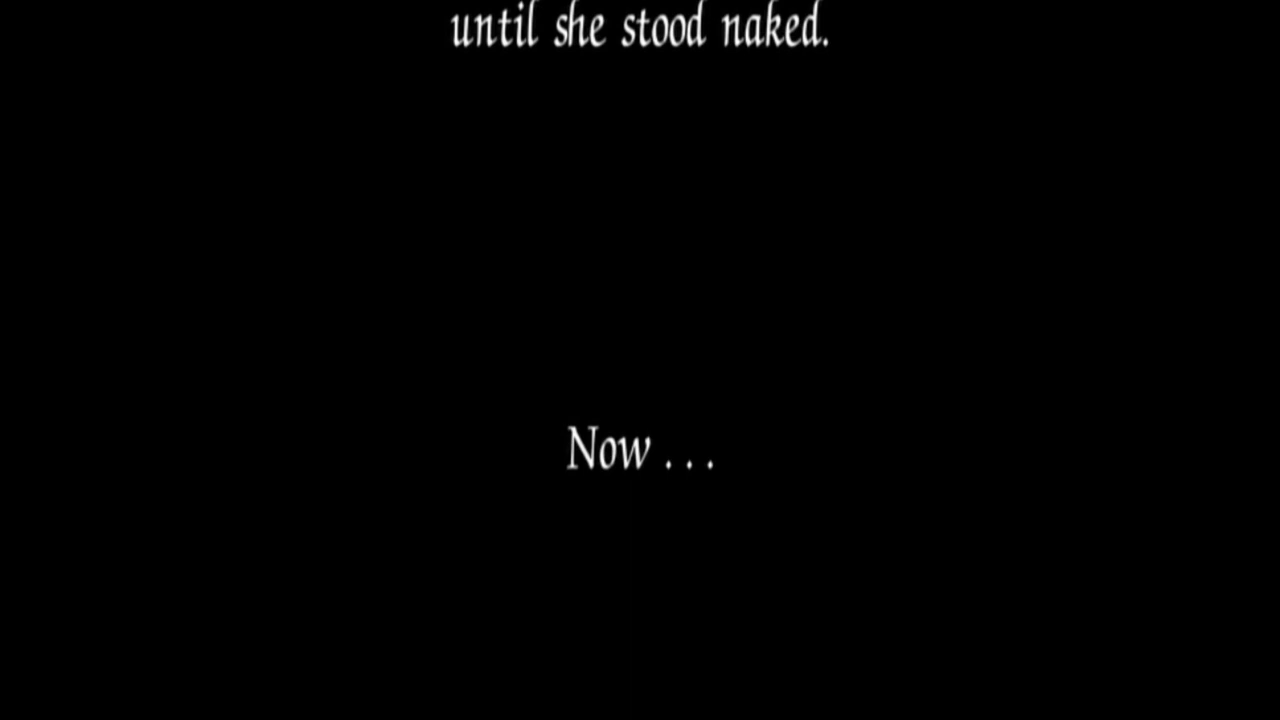 until she stood naked.
Now . . .